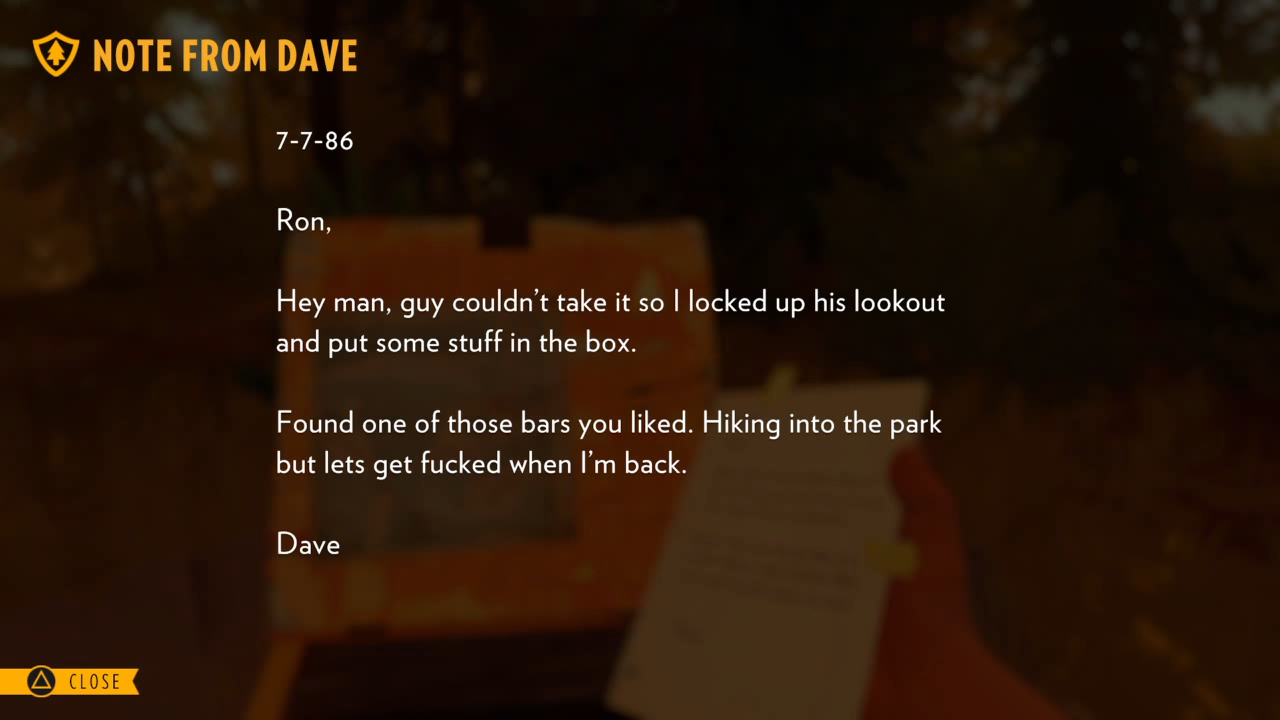 NOTE FROM DAVE
7-7-86
Ron,
Hey man, guy couldn't take it so I locked up his lookout
and put some stuff in the box.
Found one of those bars you liked. Hiking into the park
but lets get fucked when I'm back.
Dave
CLOSE